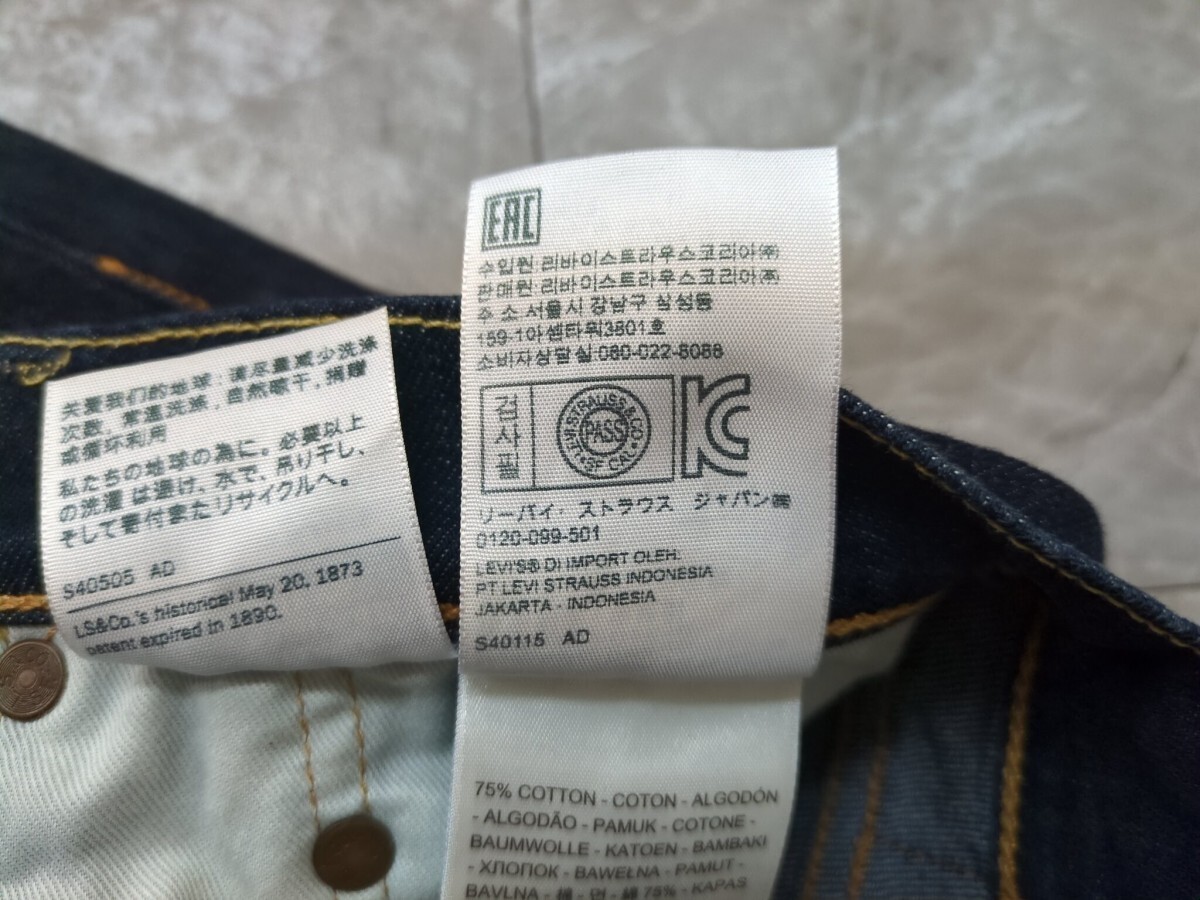 关爱我们的地球:请尽量减少洗涤
次数, 常温洗涤, 自然晾干, 捐赠
或循环利用
私たちの地球の為に。必要以上
の洗濯は避け、水で、吊り干し、
そして寄付またリサイクルへ。
S40505 AD
LS&Co.'s historical May 20, 1873
patent expired in 1890.
EAC
수입원:리바이스트라우스코리아㈜
판매원:리바이스트라우스코리아㈜
주 소 서울시 강남구 삼성동
159-1아셈타워3801호
소비자상담실 080-022-8088
검사필
LEVI STRAUSS & CO
PASS
SF CAL
KC
リーバイ・ストラウス ジャパン㈱
0120-099-501
LEVI'S® DI IMPORT OLEH:
PT LEVI STRAUSS INDONESIA
JAKARTA - INDONESIA
S40115 AD
75% COTTON - COTON - ALGODÓN
- ALGODÃO - PAMUK - COTONE -
BAUMWOLLE - KATOEN - BAMBAKI
- ХЛОПОК - BAWEŁNA - PAMUT -
BAVLNA - 棉 - 면 - 綿 75% - KAPAS